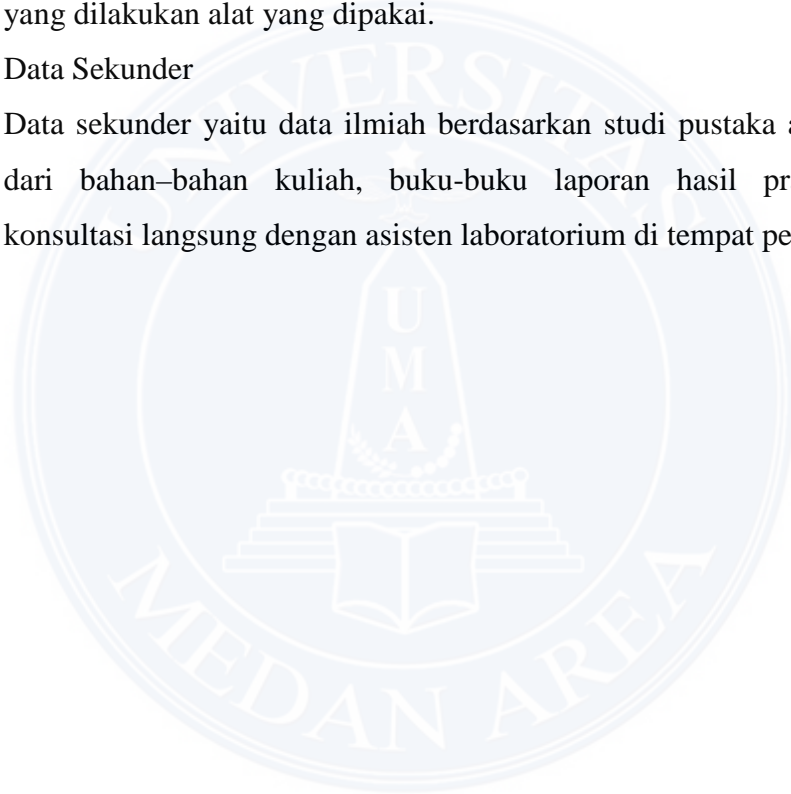 yang dilakukan alat yang dipakai.
Data Sekunder
Data sekunder yaitu data ilmiah berdasarkan studi pustaka
dari bahan–bahan kuliah, buku-buku laporan hasil
konsultasi langsung dengan asisten laboratorium di tempat
UNIVERSITAS
U
M
A
MEDAN AREA